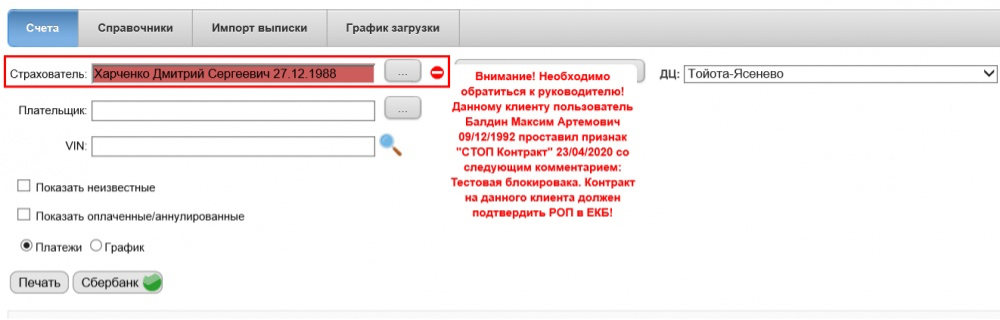 Счета Справочники Импорт выписки График загрузки
Страхователь: Харченко Дмитрий Сергеевич 27.12.1988 ... ДЦ: Тойота-Ясенево
Внимание! Необходимо
обратиться к руководителю!
Плательщик: ...
Данному клиенту пользователь
Балдин Максим Артемович
09/12/1992 проставил признак
VIN:
"СТОП Контракт" 23/04/2020 со
следующим комментарием:
Тестовая блокировака. Контракт
на данного клиента должен
подтвердить РОП в ЕКБ!
Показать неизвестные
Показать оплаченные/аннулированные
Платежи График
Печать Сбербанк